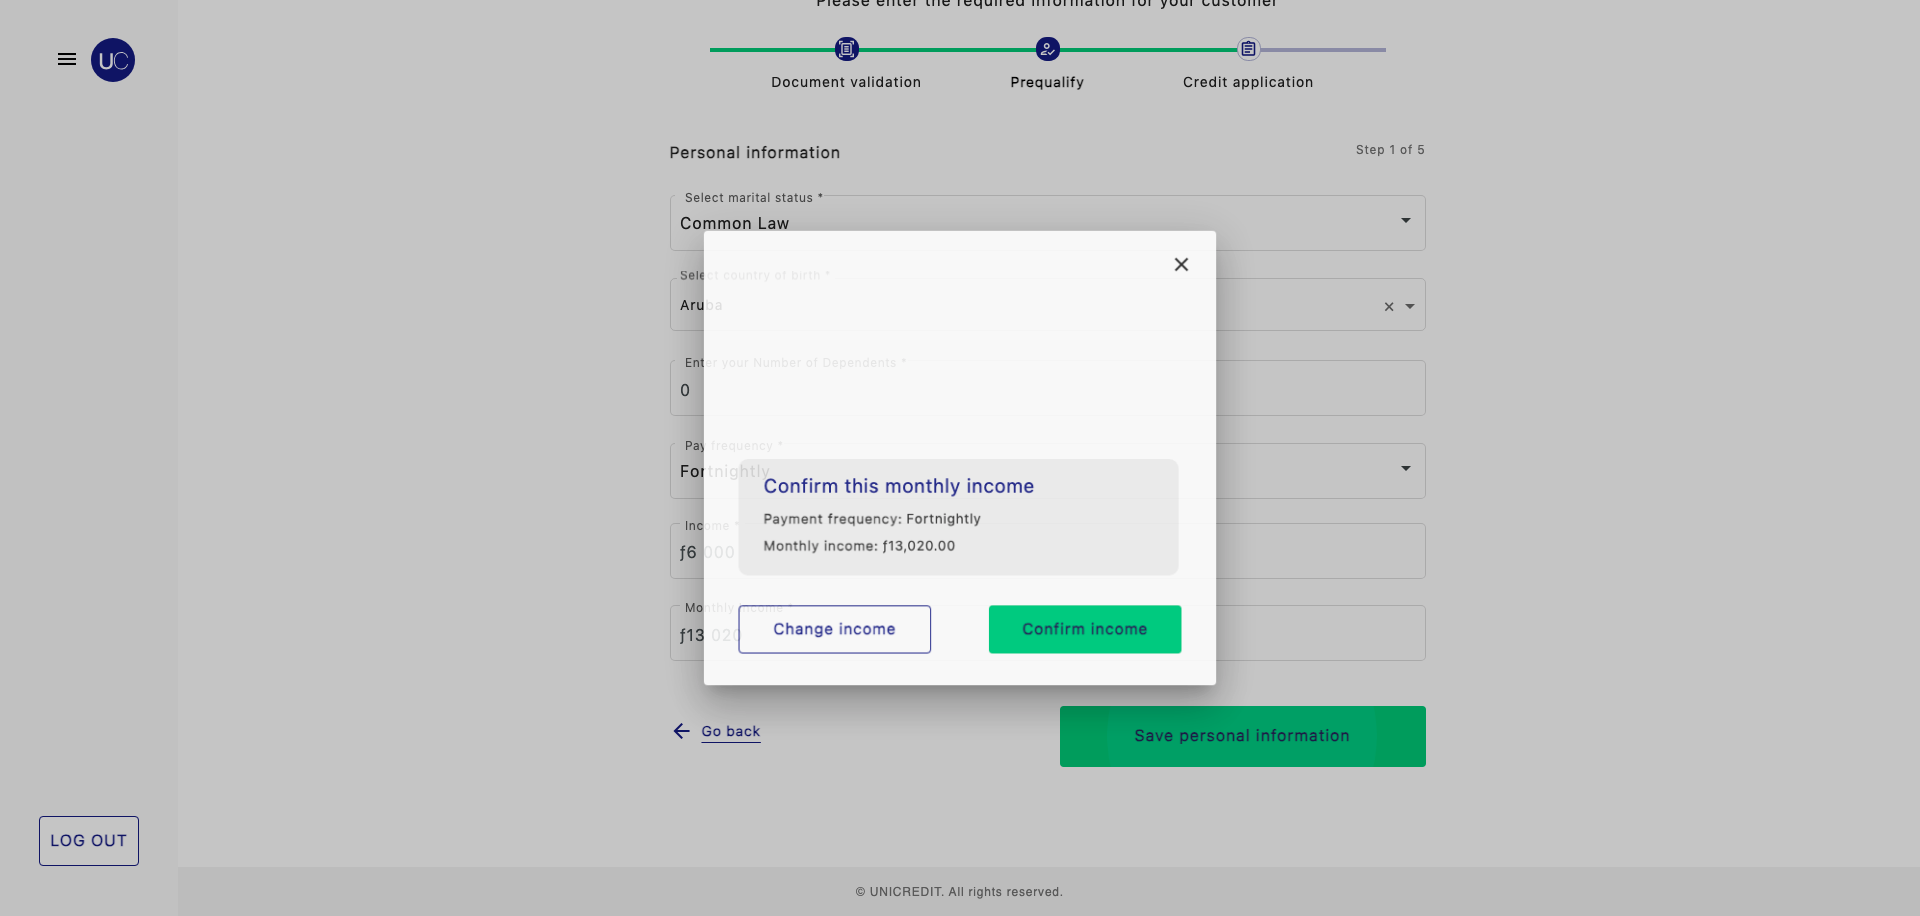 Please enter the required information for your customer
UC
Document validation
Prequalify
Credit application
Personal information
Step 1 of 5
Select marital status *
Common Law
Select country of birth *
Aruba
Enter your Number of Dependents *
0
Pay frequency *
Fortnightly
Confirm this monthly income
Payment frequency: Fortnightly
Income *
Monthly income: ƒ13,020.00
ƒ6 000
Monthly income *
ƒ13 020
Change income
Confirm income
Go back
Save personal information
LOG OUT
© UNICREDIT. All rights reserved.